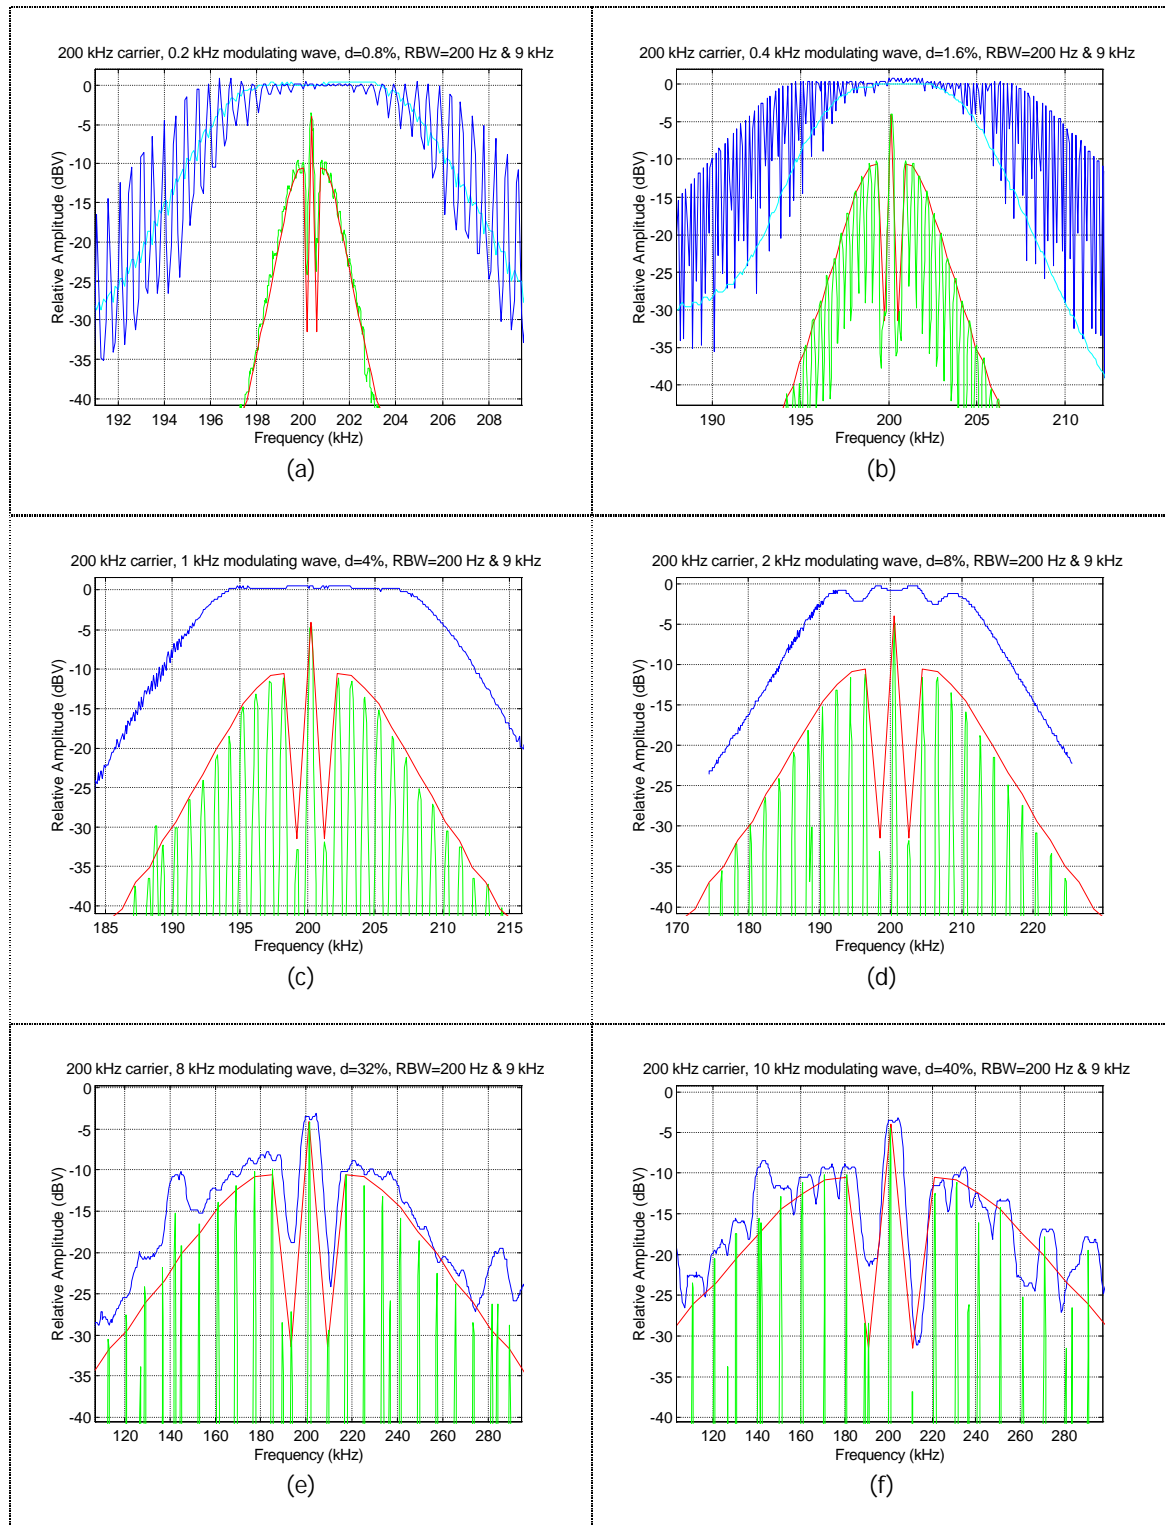 200 kHz carrier, 0.2 kHz modulating wave, d=0.8%, RBW=200 Hz & 9 kHz
Relative Amplitude (dBV)
0
-5
-10
-15
-20
-25
-30
-35
-40
192 194 196 198 200 202 204 206 208
Frequency (kHz)
(a)
200 kHz carrier, 0.4 kHz modulating wave, d=1.6%, RBW=200 Hz & 9 kHz
Relative Amplitude (dBV)
0
-5
-10
-15
-20
-25
-30
-35
-40
190 195 200 205 210
Frequency (kHz)
(b)
200 kHz carrier, 1 kHz modulating wave, d=4%, RBW=200 Hz & 9 kHz
Relative Amplitude (dBV)
0
-5
-10
-15
-20
-25
-30
-35
-40
185 190 195 200 205 210 215
Frequency (kHz)
(c)
200 kHz carrier, 2 kHz modulating wave, d=8%, RBW=200 Hz & 9 kHz
Relative Amplitude (dBV)
0
-5
-10
-15
-20
-25
-30
-35
-40
170 180 190 200 210 220
Frequency (kHz)
(d)
200 kHz carrier, 8 kHz modulating wave, d=32%, RBW=200 Hz & 9 kHz
Relative Amplitude (dBV)
0
-5
-10
-15
-20
-25
-30
-35
-40
120 140 160 180 200 220 240 260 280
Frequency (kHz)
(e)
200 kHz carrier, 10 kHz modulating wave, d=40%, RBW=200 Hz & 9 kHz
Relative Amplitude (dBV)
0
-5
-10
-15
-20
-25
-30
-35
-40
120 140 160 180 200 220 240 260 280
Frequency (kHz)
(f)